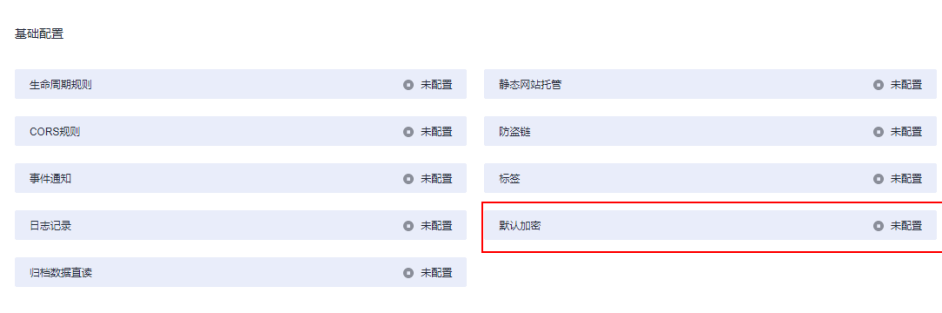 基础配置
生命周期规则 未配置 静态网站托管 未配置
CORS规则 未配置 防盗链 未配置
事件通知 未配置 标签 未配置
日志记录 未配置 默认加密 未配置
归档数据直读 未配置